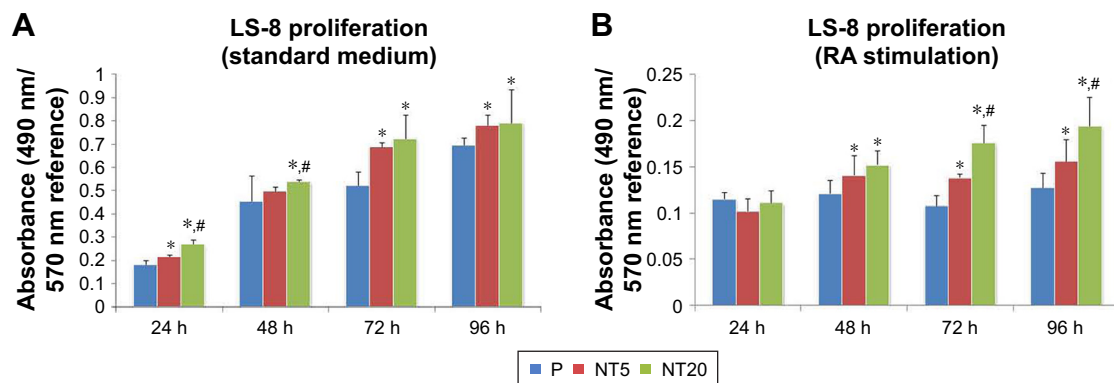 A
LS-8 proliferation
(standard medium)
Absorbance (490 nm/
570 nm reference)
1
0.9
0.8
0.7
0.6
0.5
0.4
0.3
0.2
0.1
0
*
*,#
*,#
*
*
*
*
24 h 48 h 72 h 96 h
B
LS-8 proliferation
(RA stimulation)
Absorbance (490 nm/
570 nm reference)
0.25
0.2
0.15
0.1
0.05
0
*
*
*
*,#
*
*,#
24 h 48 h 72 h 96 h
P NT5 NT20